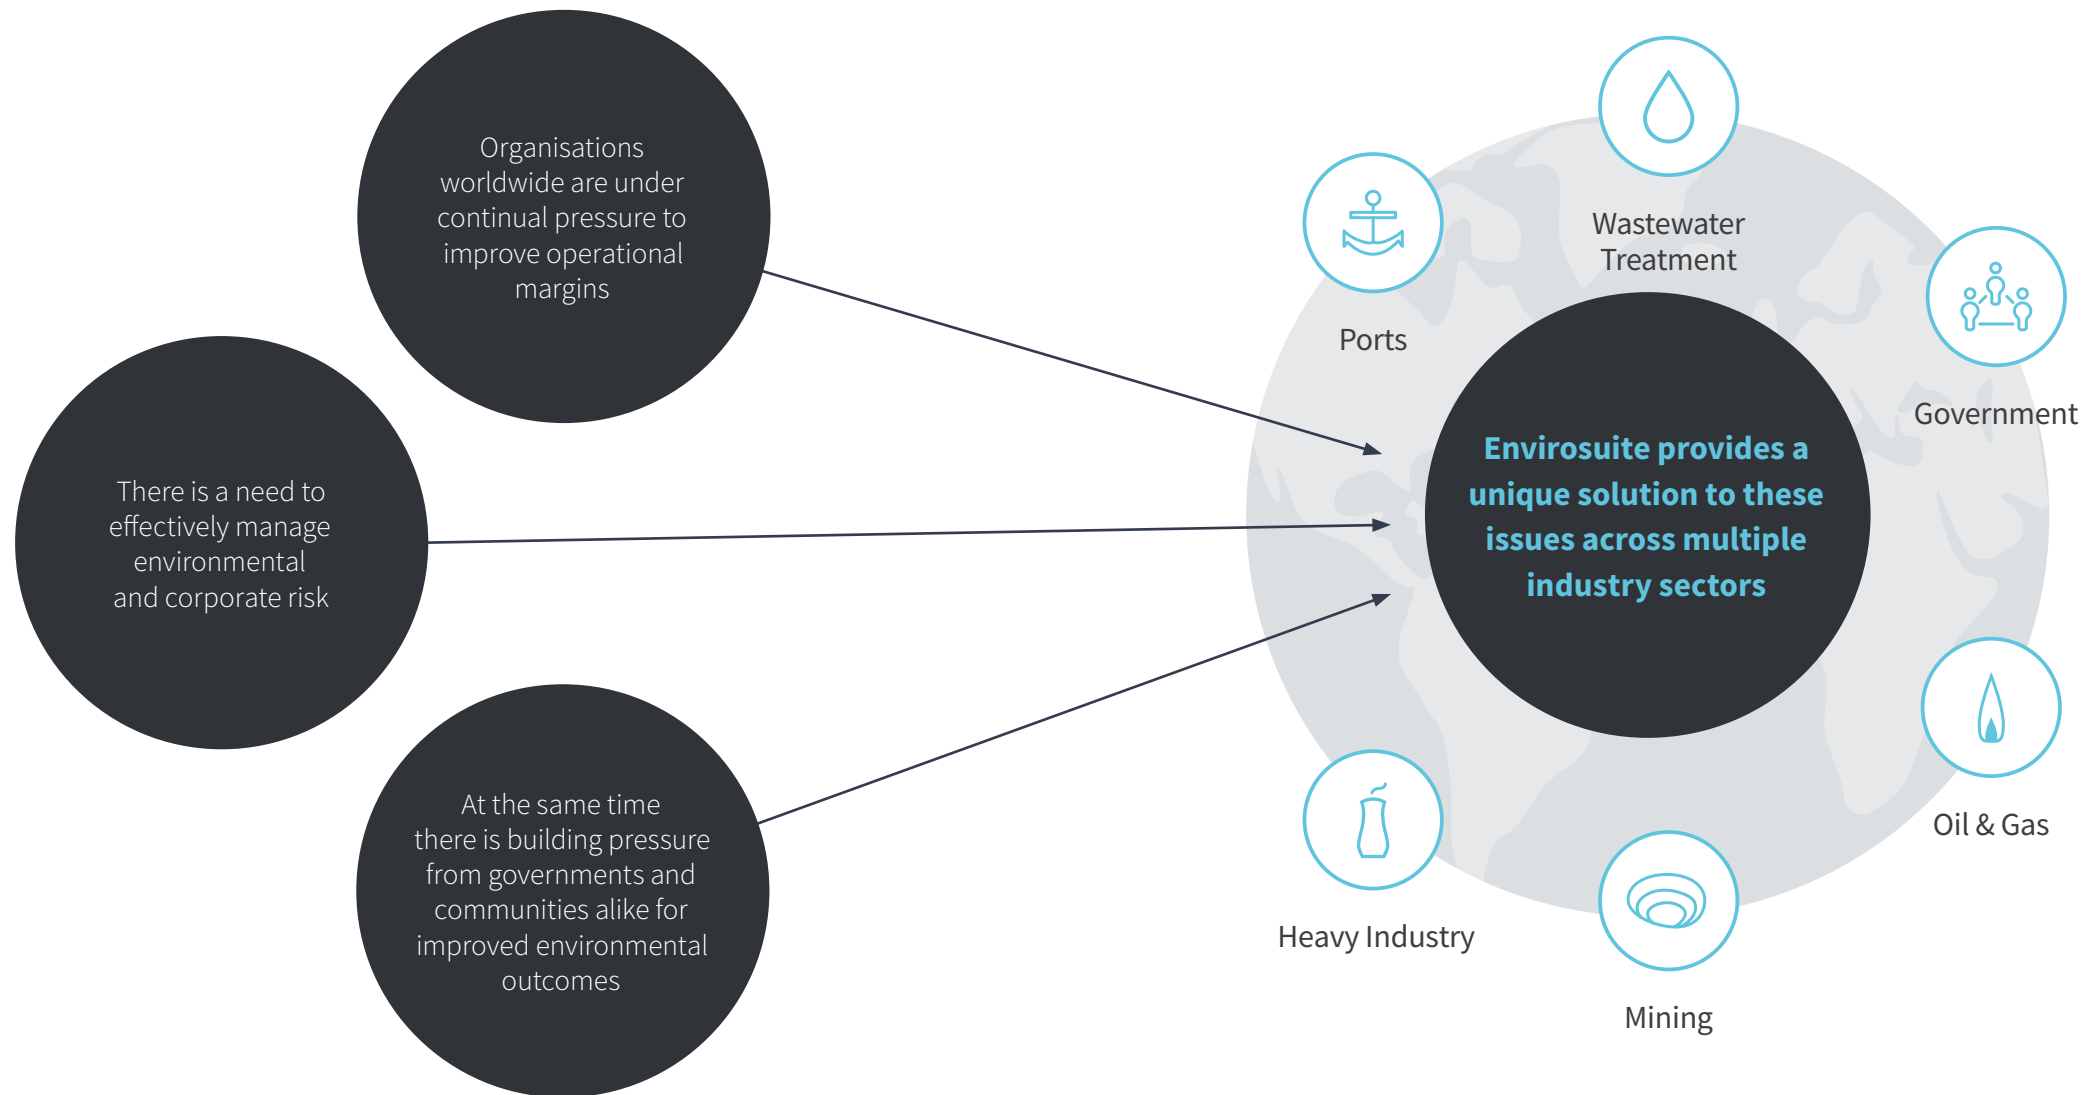 Organisations
worldwide are under
continual pressure to
improve operational
margins
There is a need to
effectively manage
environmental
and corporate risk
At the same time
there is building pressure
from governments and
communities alike for
improved environmental
outcomes
Wastewater
Treatment
Ports
Government
Envirosuite provides a
unique solution to these
issues across multiple
industry sectors
Oil & Gas
Heavy Industry
Mining